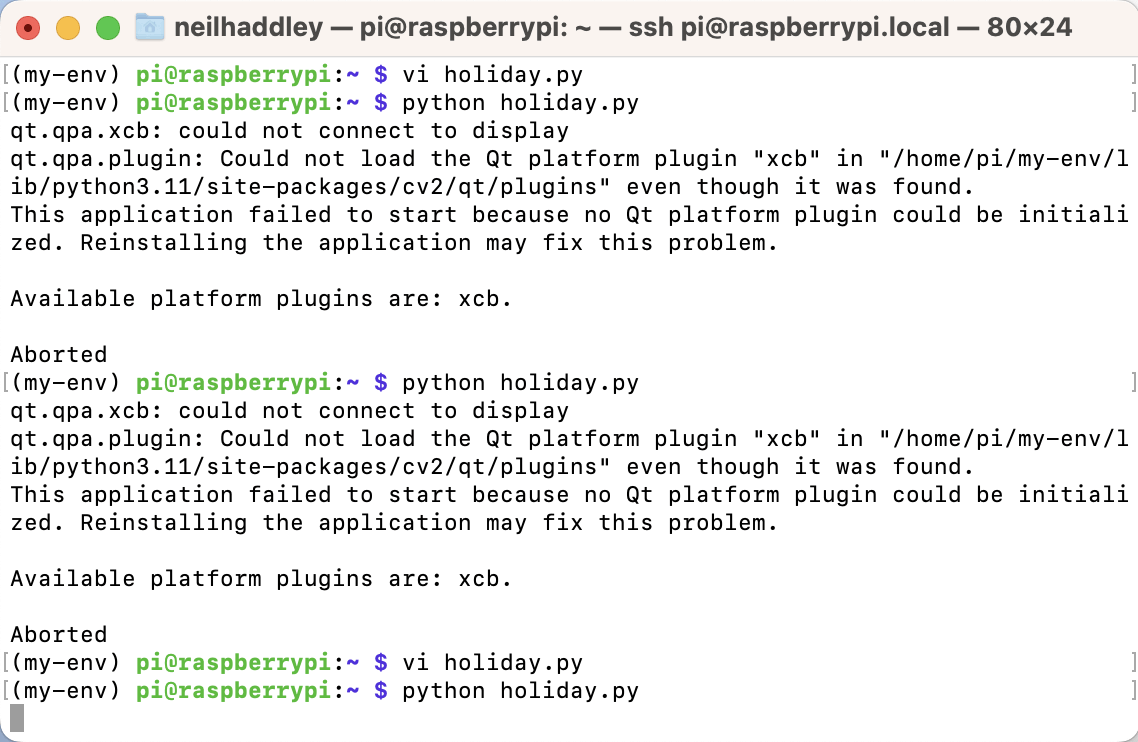 neilhaddley — pi@raspberrypi: ~ — ssh pi@raspberrypi.local — 80×24
[(my-env) pi@raspberrypi:~ $ vi holiday.py ]
[(my-env) pi@raspberrypi:~ $ python holiday.py ]
qt.qpa.xcb: could not connect to display
qt.qpa.plugin: Could not load the Qt platform plugin "xcb" in "/home/pi/my-env/l
ib/python3.11/site-packages/cv2/qt/plugins" even though it was found.
This application failed to start because no Qt platform plugin could be initiali
zed. Reinstalling the application may fix this problem.
Available platform plugins are: xcb.
Aborted
[(my-env) pi@raspberrypi:~ $ python holiday.py ]
qt.qpa.xcb: could not connect to display
qt.qpa.plugin: Could not load the Qt platform plugin "xcb" in "/home/pi/my-env/l
ib/python3.11/site-packages/cv2/qt/plugins" even though it was found.
This application failed to start because no Qt platform plugin could be initiali
zed. Reinstalling the application may fix this problem.
Available platform plugins are: xcb.
Aborted
[(my-env) pi@raspberrypi:~ $ vi holiday.py ]
[(my-env) pi@raspberrypi:~ $ python holiday.py ]